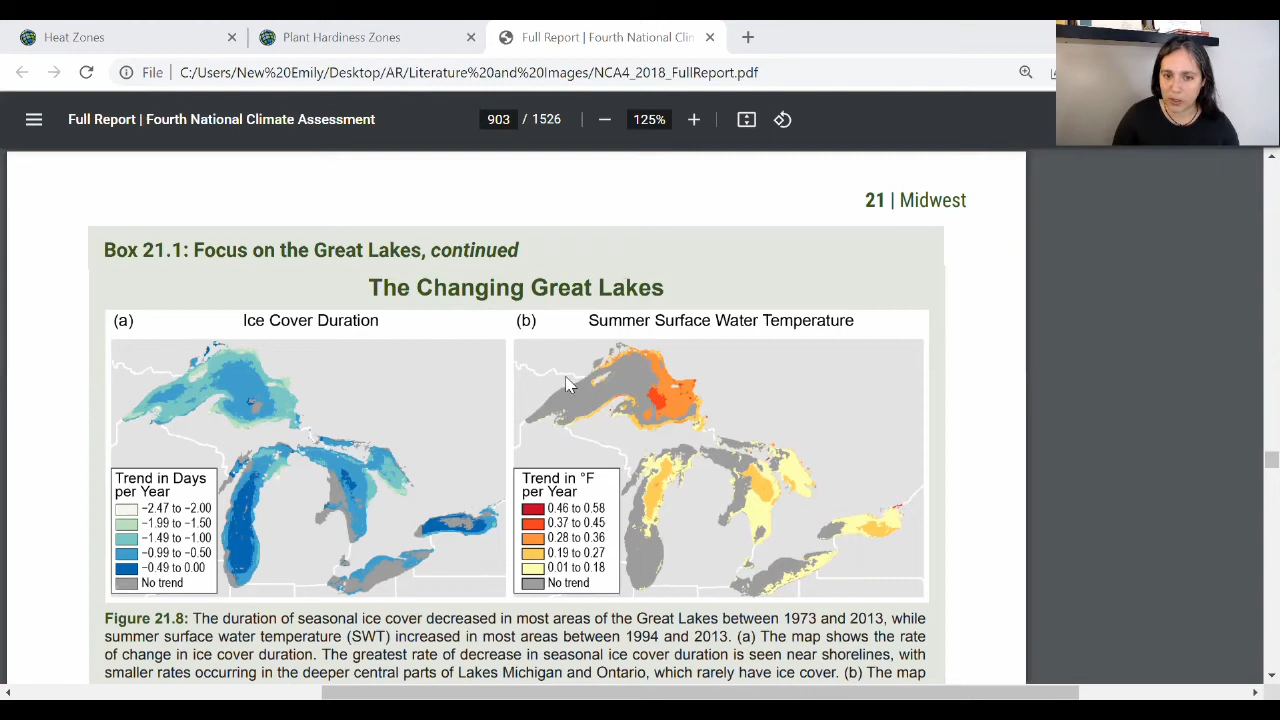 Heat Zones
Plant Hardiness Zones
Full Report | Fourth National Clin
File
C:/Users/New%20Emily/Desktop/AR/Literature%20and%20Images/NCA4_2018_FullReport.pdf
Full Report | Fourth National Climate Assessment
903 / 1526
125%
21 | Midwest
Box 21.1: Focus on the Great Lakes, continued
The Changing Great Lakes
(a) Ice Cover Duration
Trend in Days
per Year
−2.47 to −2.00
−1.99 to −1.50
−1.49 to −1.00
−0.99 to −0.50
−0.49 to 0.00
No trend
(b) Summer Surface Water Temperature
Trend in °F
per Year
0.46 to 0.58
0.37 to 0.45
0.28 to 0.36
0.19 to 0.27
0.01 to 0.18
No trend
Figure 21.8: The duration of seasonal ice cover decreased in most areas of the Great Lakes between 1973 and 2013, while
summer surface water temperature (SWT) increased in most areas between 1994 and 2013. (a) The map shows the rate
of change in ice cover duration. The greatest rate of decrease in seasonal ice cover duration is seen near shorelines, with
smaller rates occurring in the deeper central parts of Lakes Michigan and Ontario, which rarely have ice cover. (b) The map